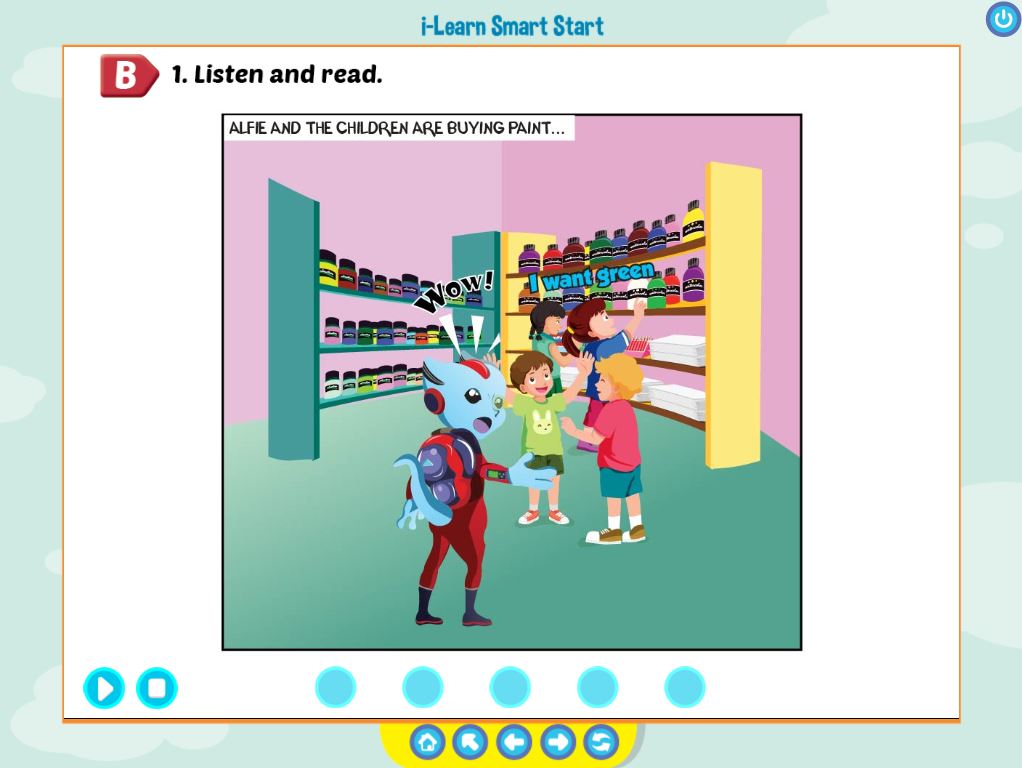 i-Learn Smart Start
B 1. Listen and read.
ALFIE AND THE CHILDREN ARE BUYING PAINT...
I want green
Wow!